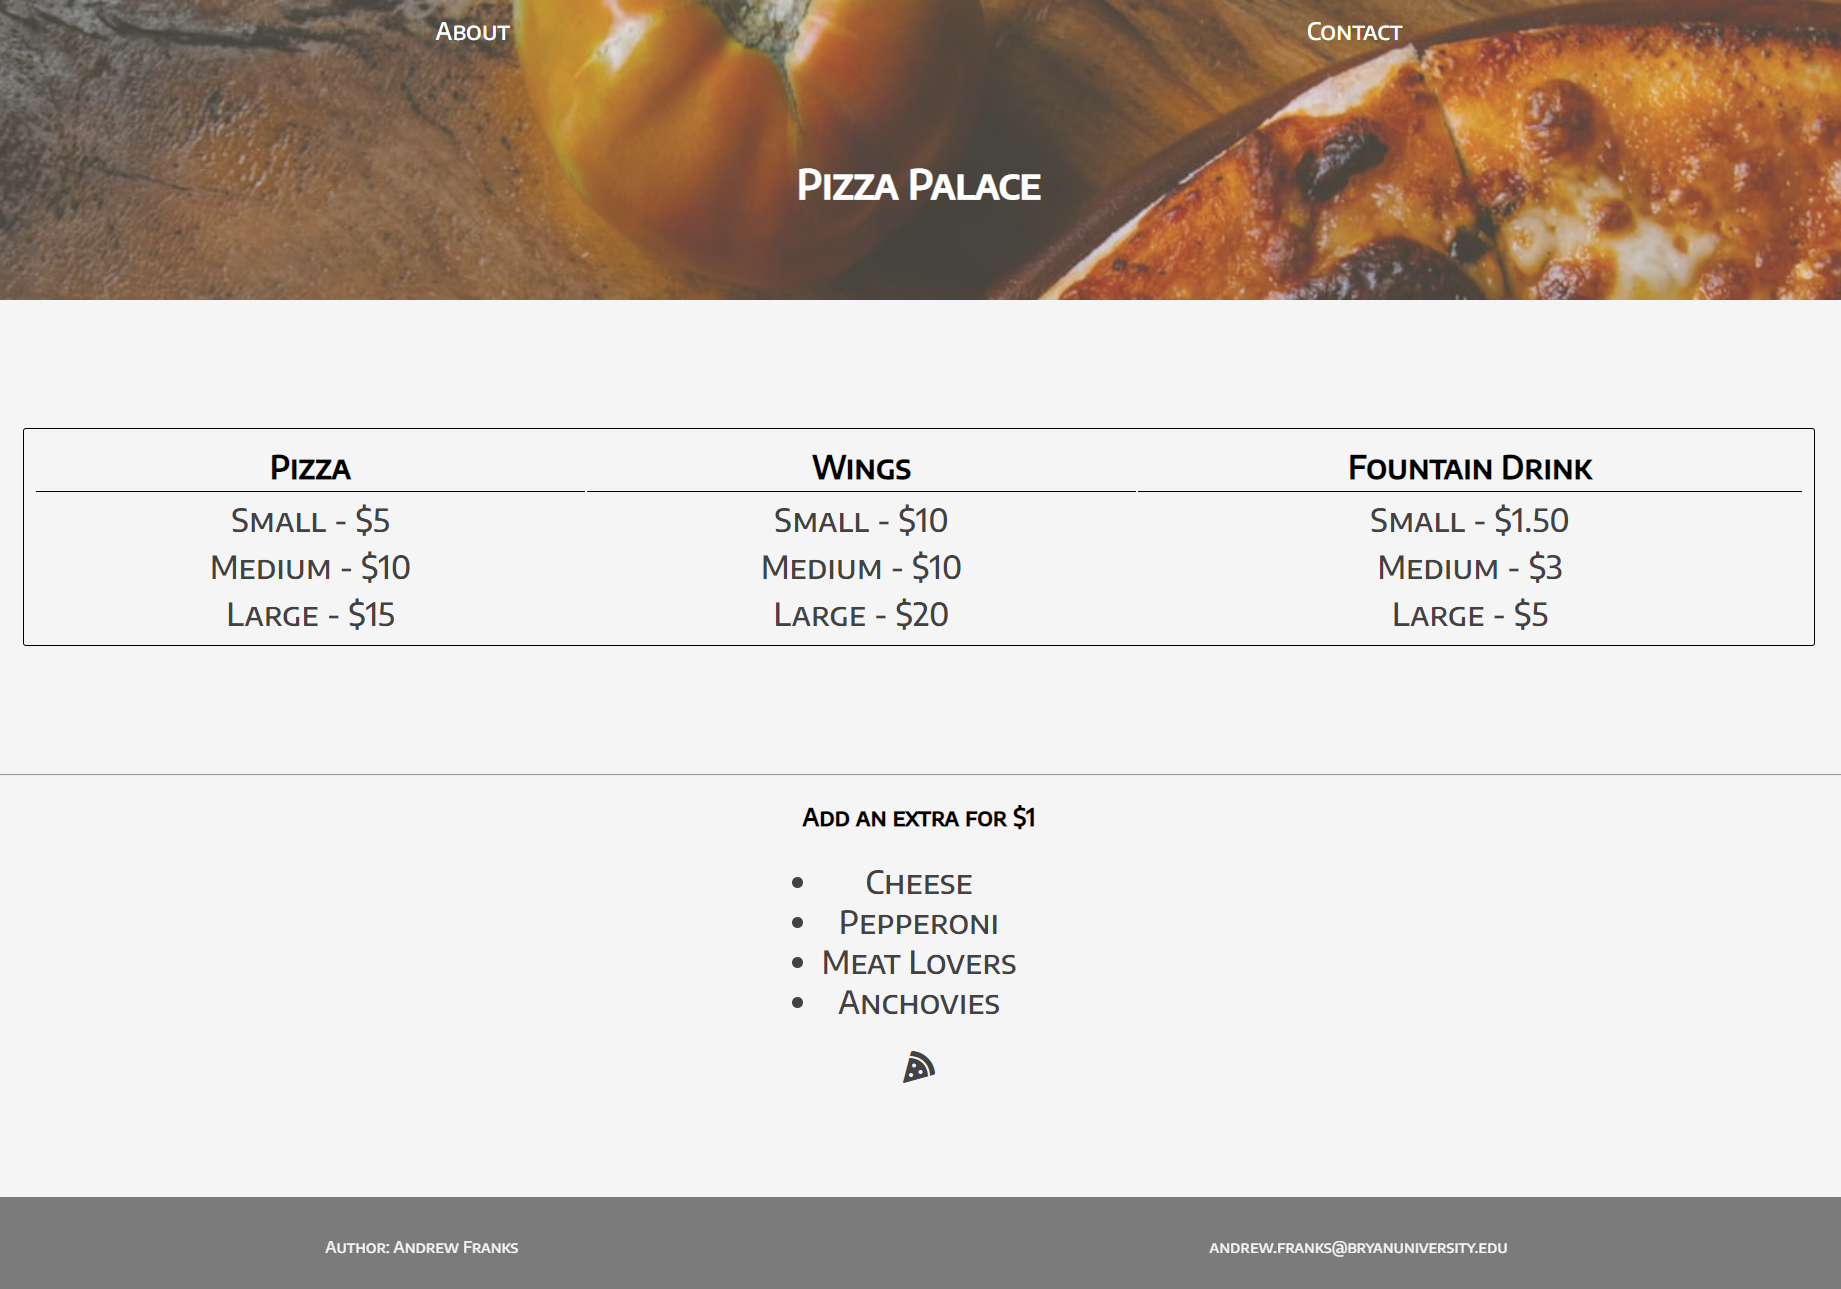 About Contact
Pizza Palace
Pizza Wings Fountain Drink
Small - $5 Small - $10 Small - $1.50
Medium - $10 Medium - $10 Medium - $3
Large - $15 Large - $20 Large - $5
Add an extra for $1
• Cheese
• Pepperoni
• Meat Lovers
• Anchovies
Author: Andrew Franks andrew.franks@bryanuniversity.edu